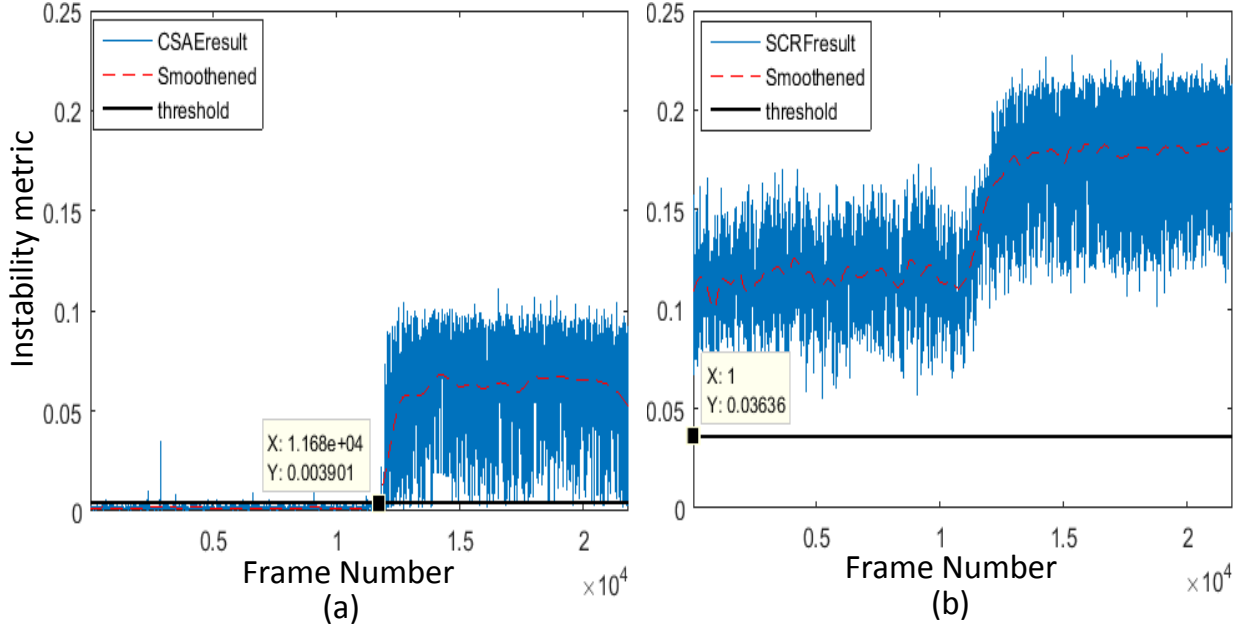 0.25
CSAEresult
Smoothened
threshold
0.2
0.15
0.1
0.05
0
Instability metric
X: 1.168e+04
Y: 0.003901
0.5
1
1.5
2
×10^4
Frame Number
(a)
0.25
SCRFresult
Smoothened
threshold
0.2
0.15
0.1
0.05
0
X: 1
Y: 0.03636
0.5
1
1.5
2
×10^4
Frame Number
(b)